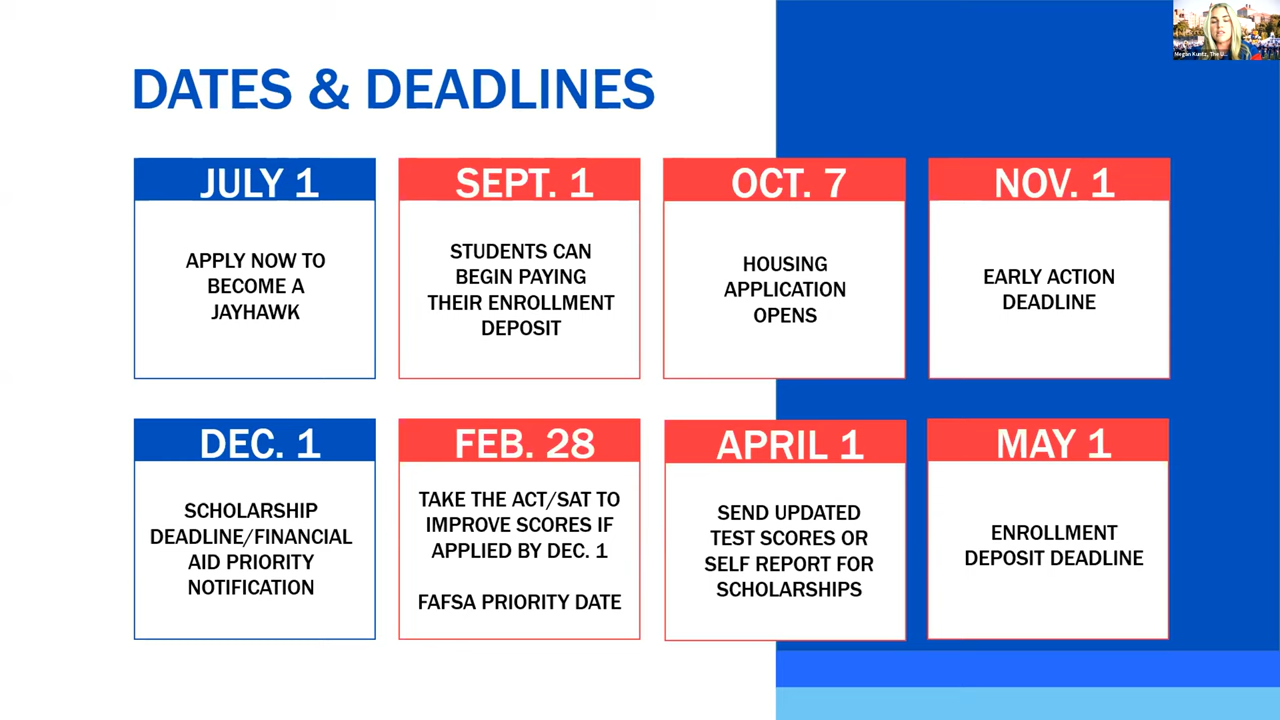 DATES & DEADLINES
JULY 1
APPLY NOW TO
BECOME A
JAYHAWK
SEPT. 1
STUDENTS CAN
BEGIN PAYING
THEIR ENROLLMENT
DEPOSIT
OCT. 7
HOUSING
APPLICATION
OPENS
NOV. 1
EARLY ACTION
DEADLINE
DEC. 1
SCHOLARSHIP
DEADLINE/FINANCIAL
AID PRIORITY
NOTIFICATION
FEB. 28
TAKE THE ACT/SAT TO
IMPROVE SCORES IF
APPLIED BY DEC. 1
FAFSA PRIORITY DATE
APRIL 1
SEND UPDATED
TEST SCORES OR
SELF REPORT FOR
SCHOLARSHIPS
MAY 1
ENROLLMENT
DEPOSIT DEADLINE
Megan Kuntz, The U...